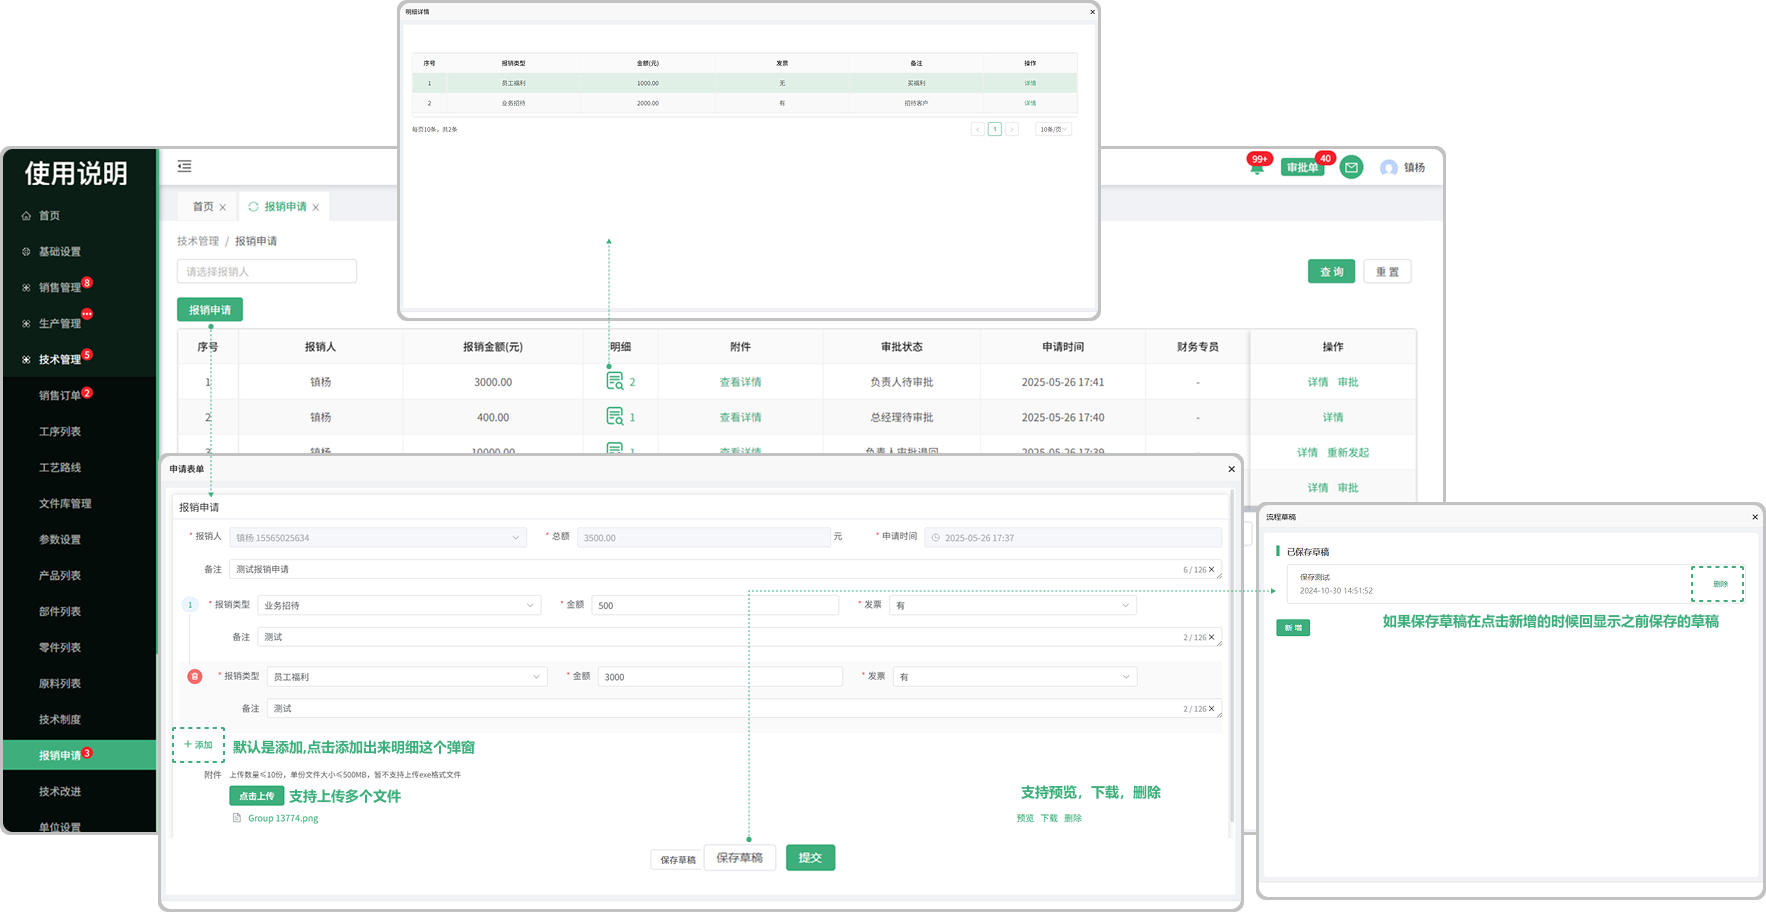 明细详情
序号 报销类型 金额(元) 发票 备注 操作
1 员工福利 1000.00 无 买福利 详情
2 业务招待 2000.00 有 招待客户 详情
每页10条，共2条
1 10条/页
使用说明
首页
基础设置
销售管理 8
生产管理
技术管理 5
销售订单 2
工序列表
工艺路线
文件库管理
参数设置
产品列表
部件列表
零件列表
原料列表
技术制度
报销申请 3
技术改进
单位设置
99+ 审批单 40 镇杨
首页 报销申请
技术管理 / 报销申请
请选择报销人 查询 重置
报销申请
序号 报销人 报销金额(元) 明细 附件 审批状态 申请时间 财务专员 操作
1 镇杨 3000.00 2 查看详情 负责人待审批 2025-05-26 17:41 - 详情 审批
2 镇杨 400.00 1 查看详情 总经理待审批 2025-05-26 17:40 - 详情
3 镇杨 10000.00 1 查看详情 负责人审批退回 2025-05-26 17:39 详情 重新发起
详情 审批
申请表单
报销申请
* 报销人 镇杨 15565025634 * 总额 3500.00 元 * 申请时间 2025-05-26 17:37
备注 测试报销申请 6 / 126
1 * 报销类型 业务招待 * 金额 500 * 发票 有
备注 测试 2 / 126
* 报销类型 员工福利 * 金额 3000 * 发票 有
备注 测试 2 / 126
+ 添加 默认是添加,点击添加出来明细这个弹窗
附件 上传数量≤10份，单份文件大小≤500MB，暂不支持上传exe格式文件
点击上传 支持上传多个文件 支持预览，下载，删除
Group 13774.png 预览 下载 删除
保存草稿 保存草稿 提交
流程草稿
已保存草稿
保存测试
2024-10-30 14:51:52 删除
新增 如果保存草稿在点击新增的时候回显示之前保存的草稿